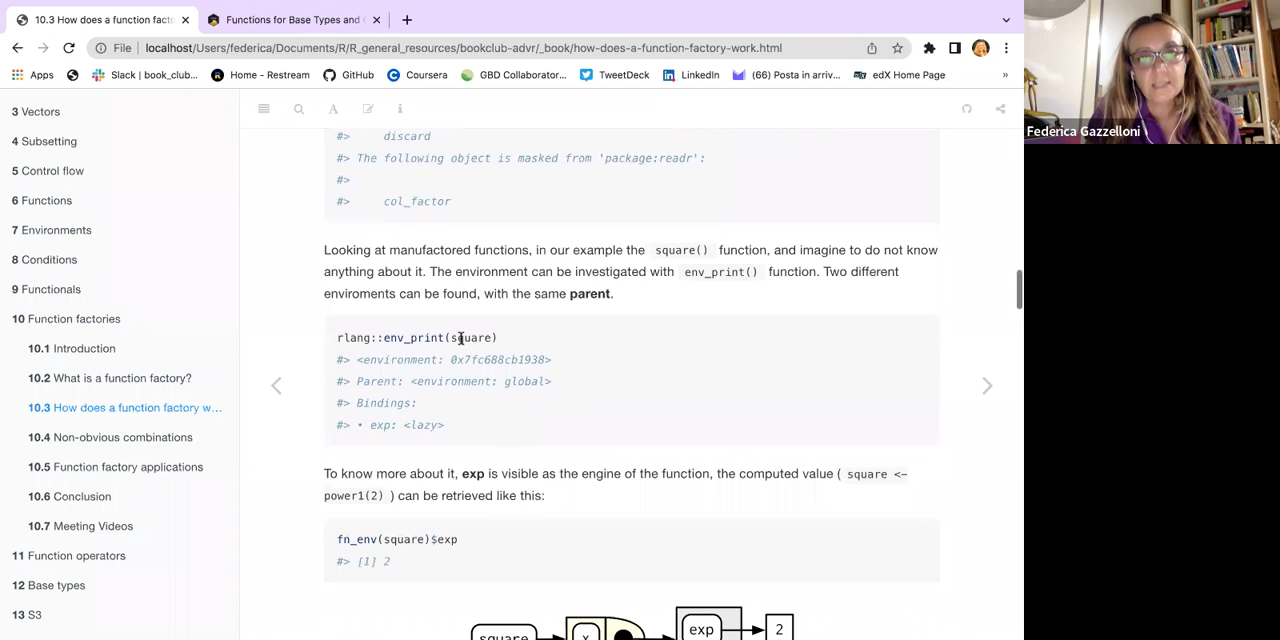 10.3 How does a function facto
Functions for Base Types and
File
localhost/Users/federica/Documents/R/R_general_resources/bookclub-advr/_book/how-does-a-function-factory-work.html
Apps
Slack | book_club...
Home - Restream
GitHub
Coursera
GBD Collaborator...
TweetDeck
LinkedIn
(66) Posta in arriv...
edX Home Page
»
3 Vectors
4 Subsetting
5 Control flow
6 Functions
7 Environments
8 Conditions
9 Functionals
10 Function factories
10.1 Introduction
10.2 What is a function factory?
10.3 How does a function factory w...
10.4 Non-obvious combinations
10.5 Function factory applications
10.6 Conclusion
10.7 Meeting Videos
11 Function operators
12 Base types
13 S3
#>     discard
#> The following object is masked from 'package:readr':
#>
#>     col_factor
Looking at manufactored functions, in our example the square() function, and imagine to do not know
anything about it. The environment can be investigated with env_print() function. Two different
enviroments can be found, with the same parent.
rlang::env_print(square)
#> <environment: 0x7fc688cb1938>
#> Parent: <environment: global>
#> Bindings:
#> • exp: <lazy>
To know more about it, exp is visible as the engine of the function, the computed value ( square <-
power1(2) ) can be retrieved like this:
fn_env(square)$exp
#> [1] 2
square
x
exp
2
Federica Gazzelloni